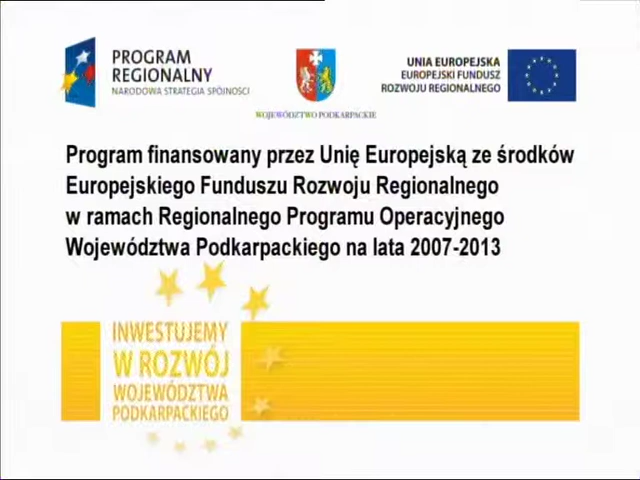 PROGRAM
REGIONALNY
NARODOWA STRATEGIA SPÓJNOŚCI
WOJEWÓDZTWO PODKARPACKIE
UNIA EUROPEJSKA
EUROPEJSKI FUNDUSZ
ROZWOJU REGIONALNEGO
Program finansowany przez Unię Europejską ze środków
Europejskiego Funduszu Rozwoju Regionalnego
w ramach Regionalnego Programu Operacyjnego
Województwa Podkarpackiego na lata 2007-2013
INWESTUJEMY
W ROZWÓJ
WOJEWÓDZTWA
PODKARPACKIEGO